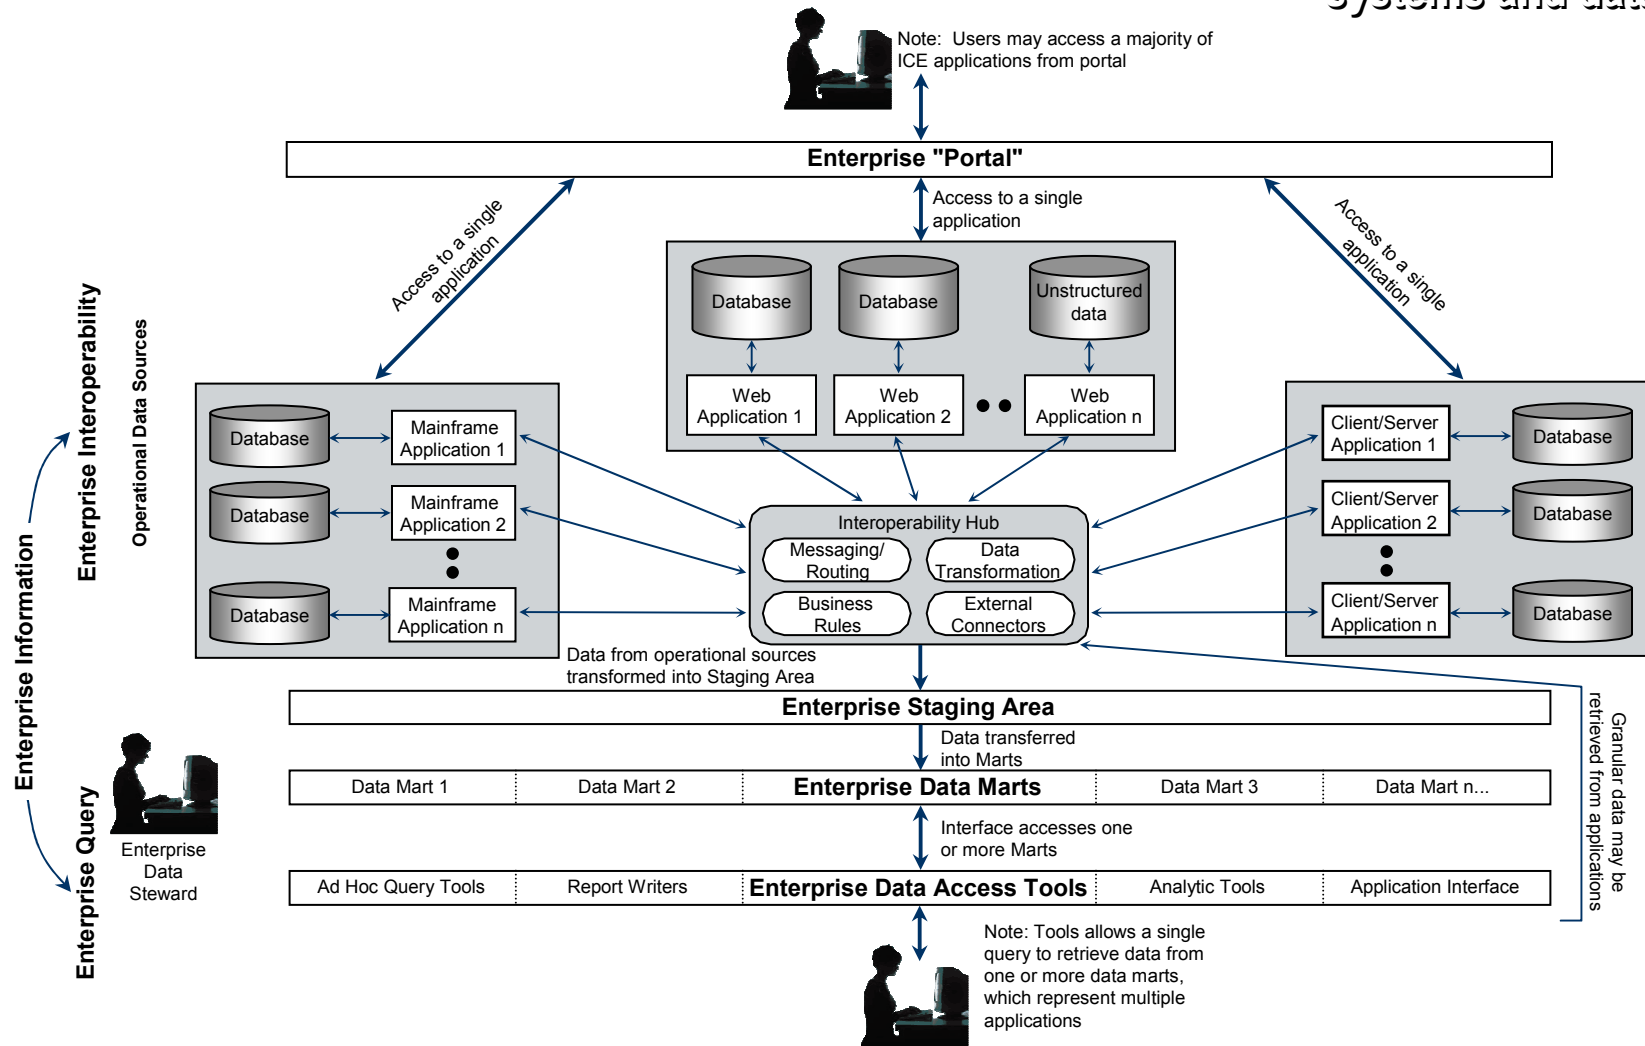 systems and data
Note:  Users may access a majority of
ICE applications from portal
Enterprise "Portal"
Access to a single
application
Access to a single
application
Access to a single
application
Database
Database
Unstructured
data
Web
Application 1
Web
Application 2
Web
Application n
Enterprise Interoperability
Operational Data Sources
Database
Mainframe
Application 1
Database
Mainframe
Application 2
Database
Mainframe
Application n
Client/Server
Application 1
Database
Client/Server
Application 2
Database
Client/Server
Application n
Database
Interoperability Hub
Messaging/
Routing
Data
Transformation
Business
Rules
External
Connectors
Enterprise Information
Data from operational sources
transformed into Staging Area
Enterprise Staging Area
Data transferred
into Marts
Granular data may be
retrieved from applications
Data Mart 1
Data Mart 2
Enterprise Data Marts
Data Mart 3
Data Mart n...
Interface accesses one
or more Marts
Enterprise Query
Enterprise
Data
Steward
Ad Hoc Query Tools
Report Writers
Enterprise Data Access Tools
Analytic Tools
Application Interface
Note: Tools allows a single
query to retrieve data from
one or more data marts,
which represent multiple
applications